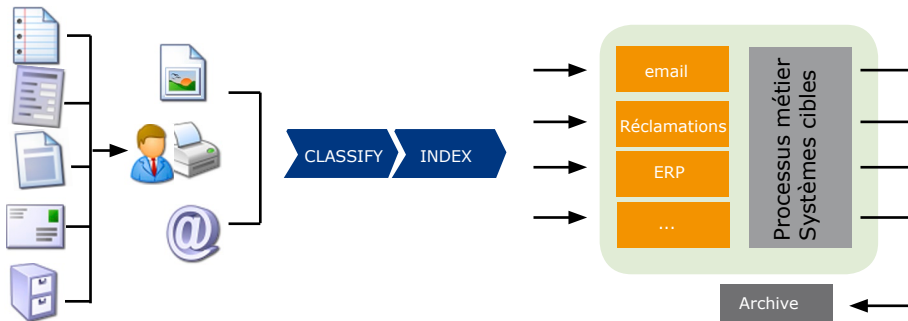 CLASSIFY
INDEX
email
Réclamations
ERP
...
Processus métier
Systèmes cibles
Archive
@